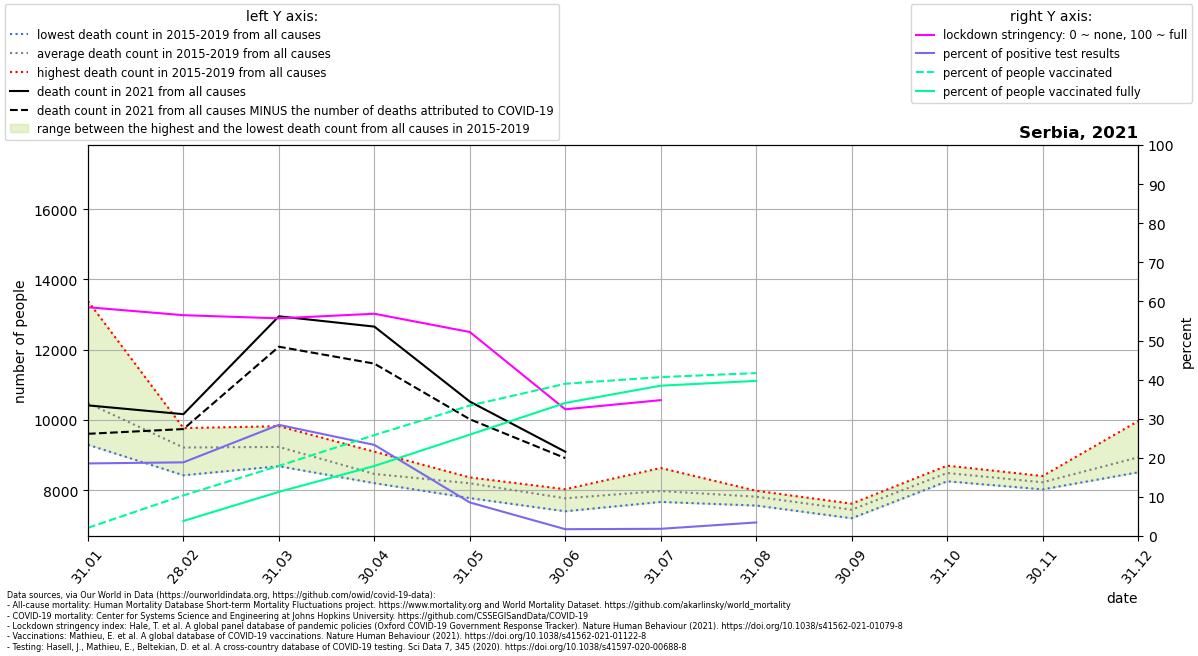 left Y axis:
lowest death count in 2015-2019 from all causes
average death count in 2015-2019 from all causes
highest death count in 2015-2019 from all causes
death count in 2021 from all causes
death count in 2021 from all causes MINUS the number of deaths attributed to COVID-19
range between the highest and the lowest death count from all causes in 2015-2019
right Y axis:
lockdown stringency: 0 ~ none, 100 ~ full
percent of positive test results
percent of people vaccinated
percent of people vaccinated fully
Serbia, 2021
number of people
16000
14000
12000
10000
8000
100
90
80
70
60
50
40
30
20
10
0
percent
31.01
28.02
31.03
30.04
31.05
30.06
31.07
31.08
30.09
31.10
30.11
31.12
date
Data sources, via Our World in Data (https://ourworldindata.org, https://github.com/owid/covid-19-data):
- All-cause mortality: Human Mortality Database Short-term Mortality Fluctuations project. https://www.mortality.org and World Mortality Dataset. https://github.com/akarlinsky/world_mortality
- COVID-19 mortality: Center for Systems Science and Engineering at Johns Hopkins University. https://github.com/CSSEGISandData/COVID-19
- Lockdown stringency index: Hale, T. et al. A global panel database of pandemic policies (Oxford COVID-19 Government Response Tracker). Nature Human Behaviour (2021). https://doi.org/10.1038/s41562-021-01079-8
- Vaccinations: Mathieu, E. et al. A global database of COVID-19 vaccinations. Nature Human Behaviour (2021). https://doi.org/10.1038/s41562-021-01122-8
- Testing: Hasell, J., Mathieu, E., Beltekian, D. et al. A cross-country database of COVID-19 testing. Sci Data 7, 345 (2020). https://doi.org/10.1038/s41597-020-00688-8